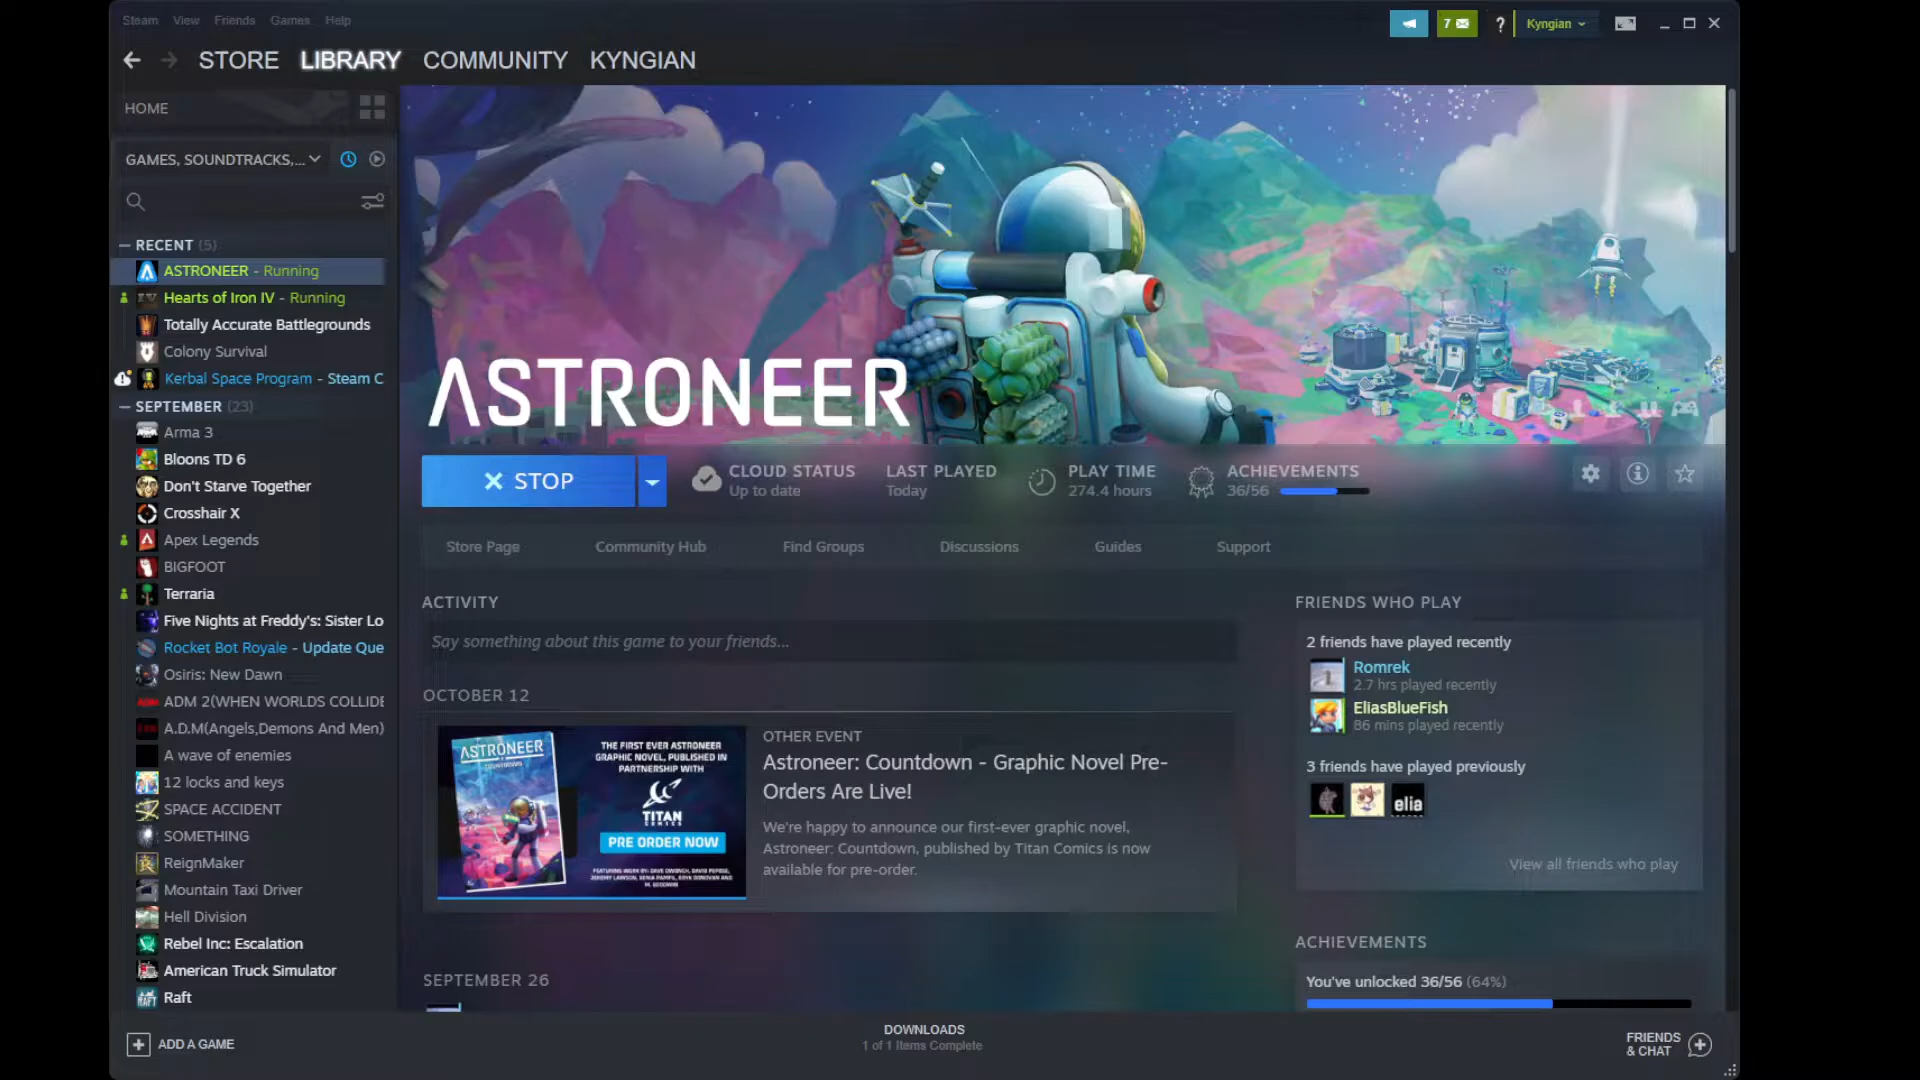 Steam View Friends Games Help
7 ? Kyngian
STORE LIBRARY COMMUNITY KYNGIAN
HOME
GAMES, SOUNDTRACKS,...
RECENT (5)
ASTRONEER - Running
Hearts of Iron IV - Running
Totally Accurate Battlegrounds
Colony Survival
Kerbal Space Program - Steam C
SEPTEMBER (23)
Arma 3
Bloons TD 6
Don't Starve Together
Crosshair X
Apex Legends
BIGFOOT
Terraria
Five Nights at Freddy's: Sister Lo
Rocket Bot Royale - Update Que
Osiris: New Dawn
ADM 2(WHEN WORLDS COLLIDE
A.D.M(Angels,Demons And Men)
A wave of enemies
12 locks and keys
SPACE ACCIDENT
SOMETHING
ReignMaker
Mountain Taxi Driver
Hell Division
Rebel Inc: Escalation
American Truck Simulator
Raft
ADD A GAME
ASTRONEER
STOP
CLOUD STATUS
Up to date
LAST PLAYED
Today
PLAY TIME
274.4 hours
ACHIEVEMENTS
36/56
Store Page Community Hub Find Groups Discussions Guides Support
ACTIVITY
Say something about this game to your friends...
OCTOBER 12
ASTRONEER
COUNTDOWN
THE FIRST EVER ASTRONEER
GRAPHIC NOVEL, PUBLISHED IN
PARTNERSHIP WITH
TITAN
COMICS
PRE ORDER NOW
OTHER EVENT
Astroneer: Countdown - Graphic Novel Pre-
Orders Are Live!
We're happy to announce our first-ever graphic novel,
Astroneer: Countdown, published by Titan Comics is now
available for pre-order.
SEPTEMBER 26
FRIENDS WHO PLAY
2 friends have played recently
Romrek
2.7 hrs played recently
EliasBlueFish
86 mins played recently
3 friends have played previously
elia
View all friends who play
ACHIEVEMENTS
You've unlocked 36/56 (64%)
DOWNLOADS
1 of 1 Items Complete
FRIENDS
& CHAT